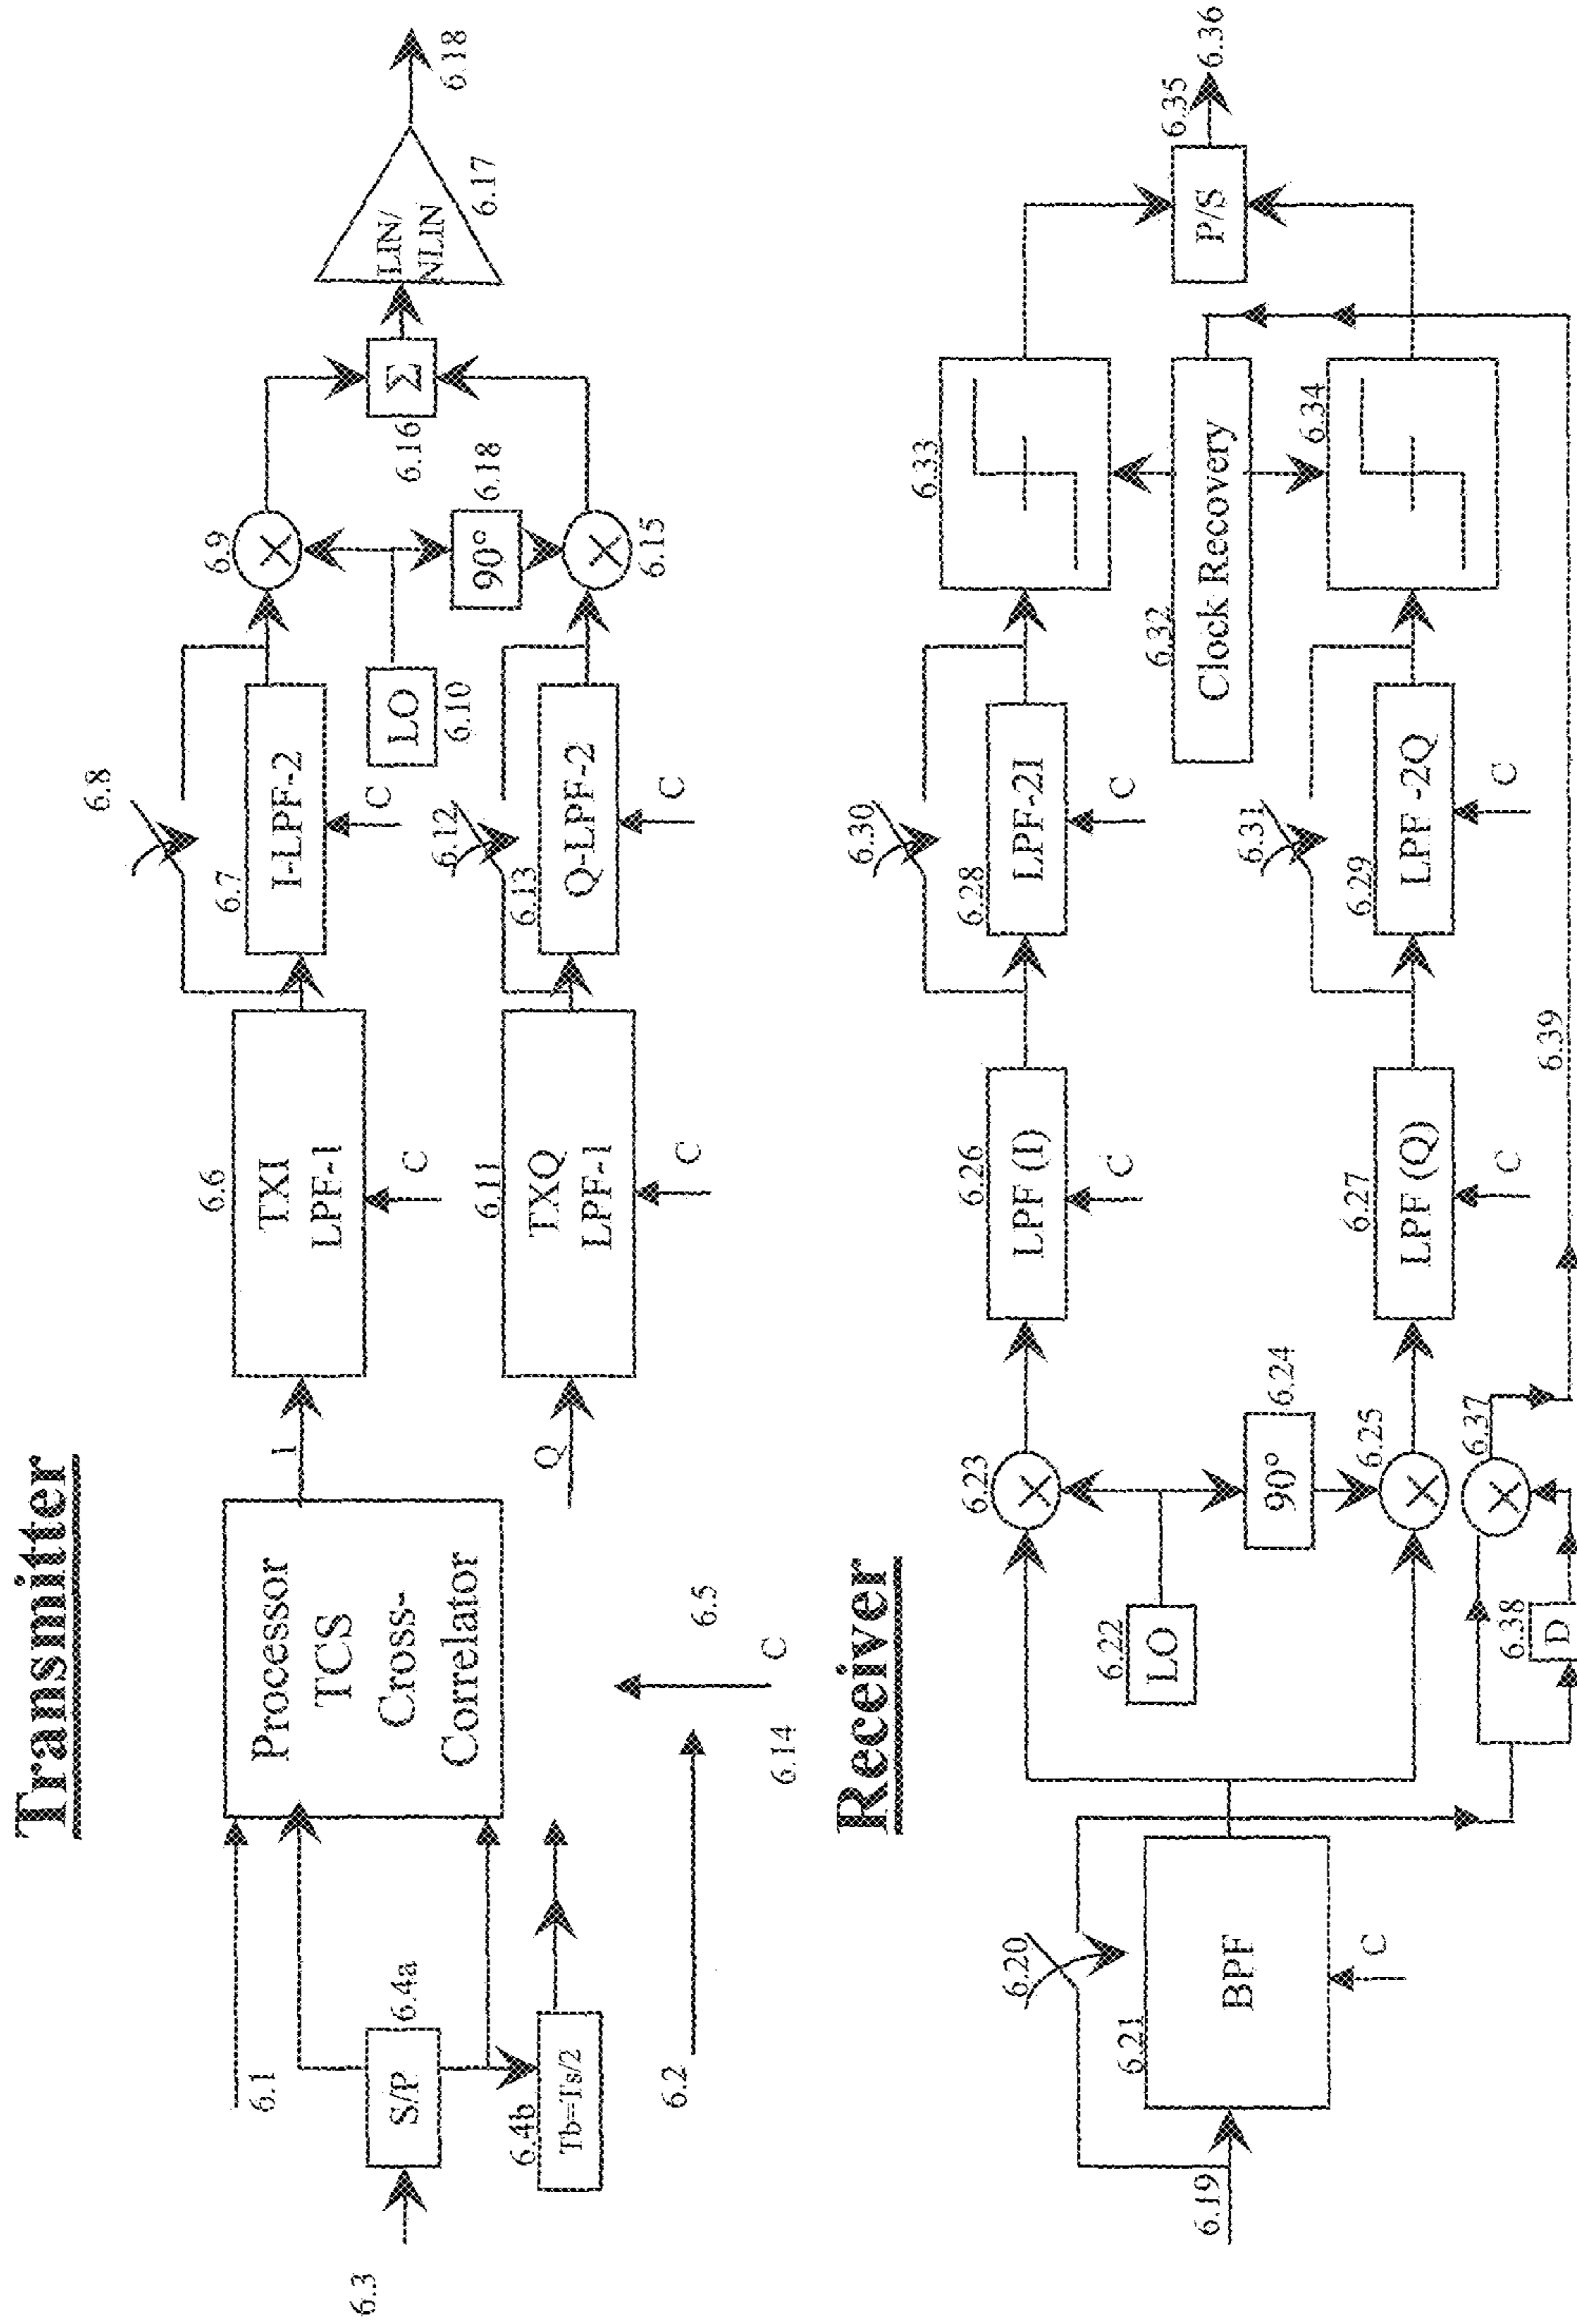 Transmitter
6.1
6.3
S/P
6.4a
6.4b
Tb=Ts/2
6.2
Processor
TCS
Cross-
Correlator
6.5
C
6.14
I
Q
6.6
TXI
LPF-1
C
6.11
TXQ
LPF-1
C
6.8
6.7
I-LPF-2
C
6.12
6.13
Q-LPF-2
C
LO
6.10
6.9
90°
6.18
6.15
6.16
Σ
LIN/
NLIN
6.17
6.18
Receiver
6.19
6.20
6.21
BPF
C
6.22
LO
6.23
90°
6.24
6.25
6.37
6.38
D
6.26
LPF (I)
C
6.27
LPF (Q)
C
6.39
6.30
6.28
LPF-2I
C
6.31
6.29
LPF -2Q
C
6.32
Clock Recovery
6.33
6.34
P/S
6.35
6.36